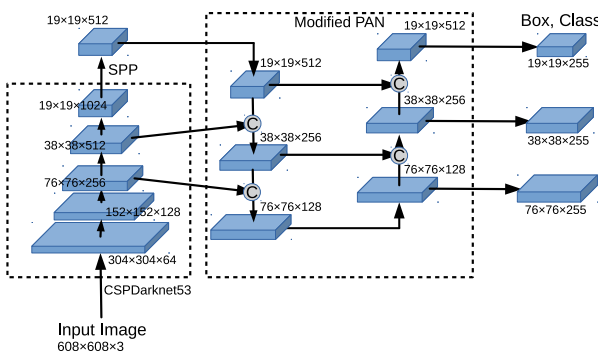 19×19×512
Modified PAN
19×19×512
Box, Class
SPP
19×19×512
19×19×255
19×19×1024
38×38×256
38×38×512
C
38×38×256
C
38×38×255
76×76×256
C
76×76×128
C
152×152×128
76×76×128
76×76×255
304×304×64
CSPDarknet53
Input Image
608×608×3